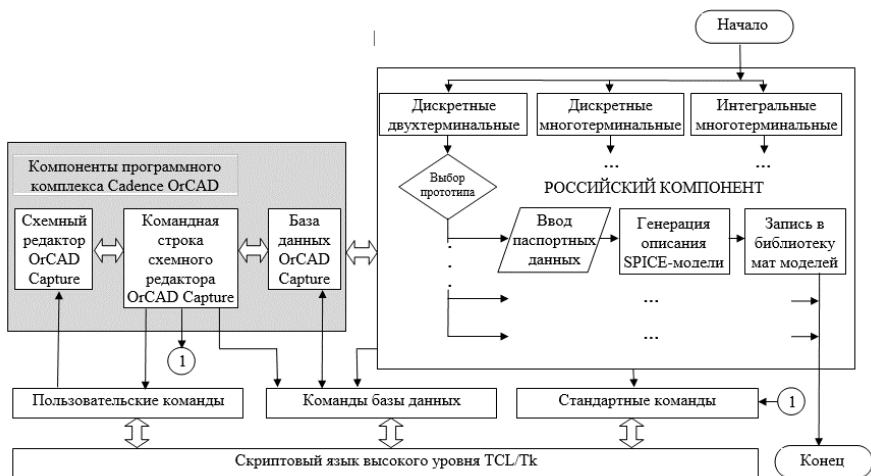 Начало
Дискретные
двухтерминальные
Дискретные
многотерминальные
Интегральные
многотерминальные
...
...
Компоненты программного
комплекса Cadence OrCAD
Выбор
прототипа
РОССИЙСКИЙ КОМПОНЕНТ
Схемный
редактор
OrCAD
Capture
Командная
строка
схемного
редактора
OrCAD Capture
База
данных
OrCAD
Capture
Ввод
паспортных
данных
Генерация
описания
SPICE-модели
Запись в
библиотеку
мат моделей
...
...
1
Пользовательские команды
Команды базы данных
Стандартные команды
1
Скриптовый язык высокого уровня TCL/Tk
Конец